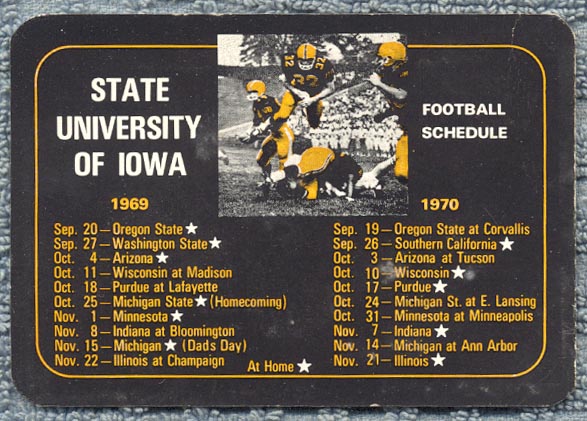 STATE
UNIVERSITY
OF IOWA
FOOTBALL
SCHEDULE
32
1969
Sep. 20—Oregon State ★
Sep. 27—Washington State ★
Oct. 4—Arizona ★
Oct. 11—Wisconsin at Madison
Oct. 18—Purdue at Lafayette
Oct. 25—Michigan State ★ (Homecoming)
Nov. 1—Minnesota ★
Nov. 8—Indiana at Bloomington
Nov. 15—Michigan ★ (Dads Day)
Nov. 22—Illinois at Champaign
At Home ★
1970
Sep. 19—Oregon State at Corvallis
Sep. 26—Southern California ★
Oct. 3—Arizona at Tucson
Oct. 10—Wisconsin ★
Oct. 17—Purdue ★
Oct. 24—Michigan St. at E. Lansing
Oct. 31—Minnesota at Minneapolis
Nov. 7—Indiana ★
Nov. 14—Michigan at Ann Arbor
Nov. 21—Illinois ★